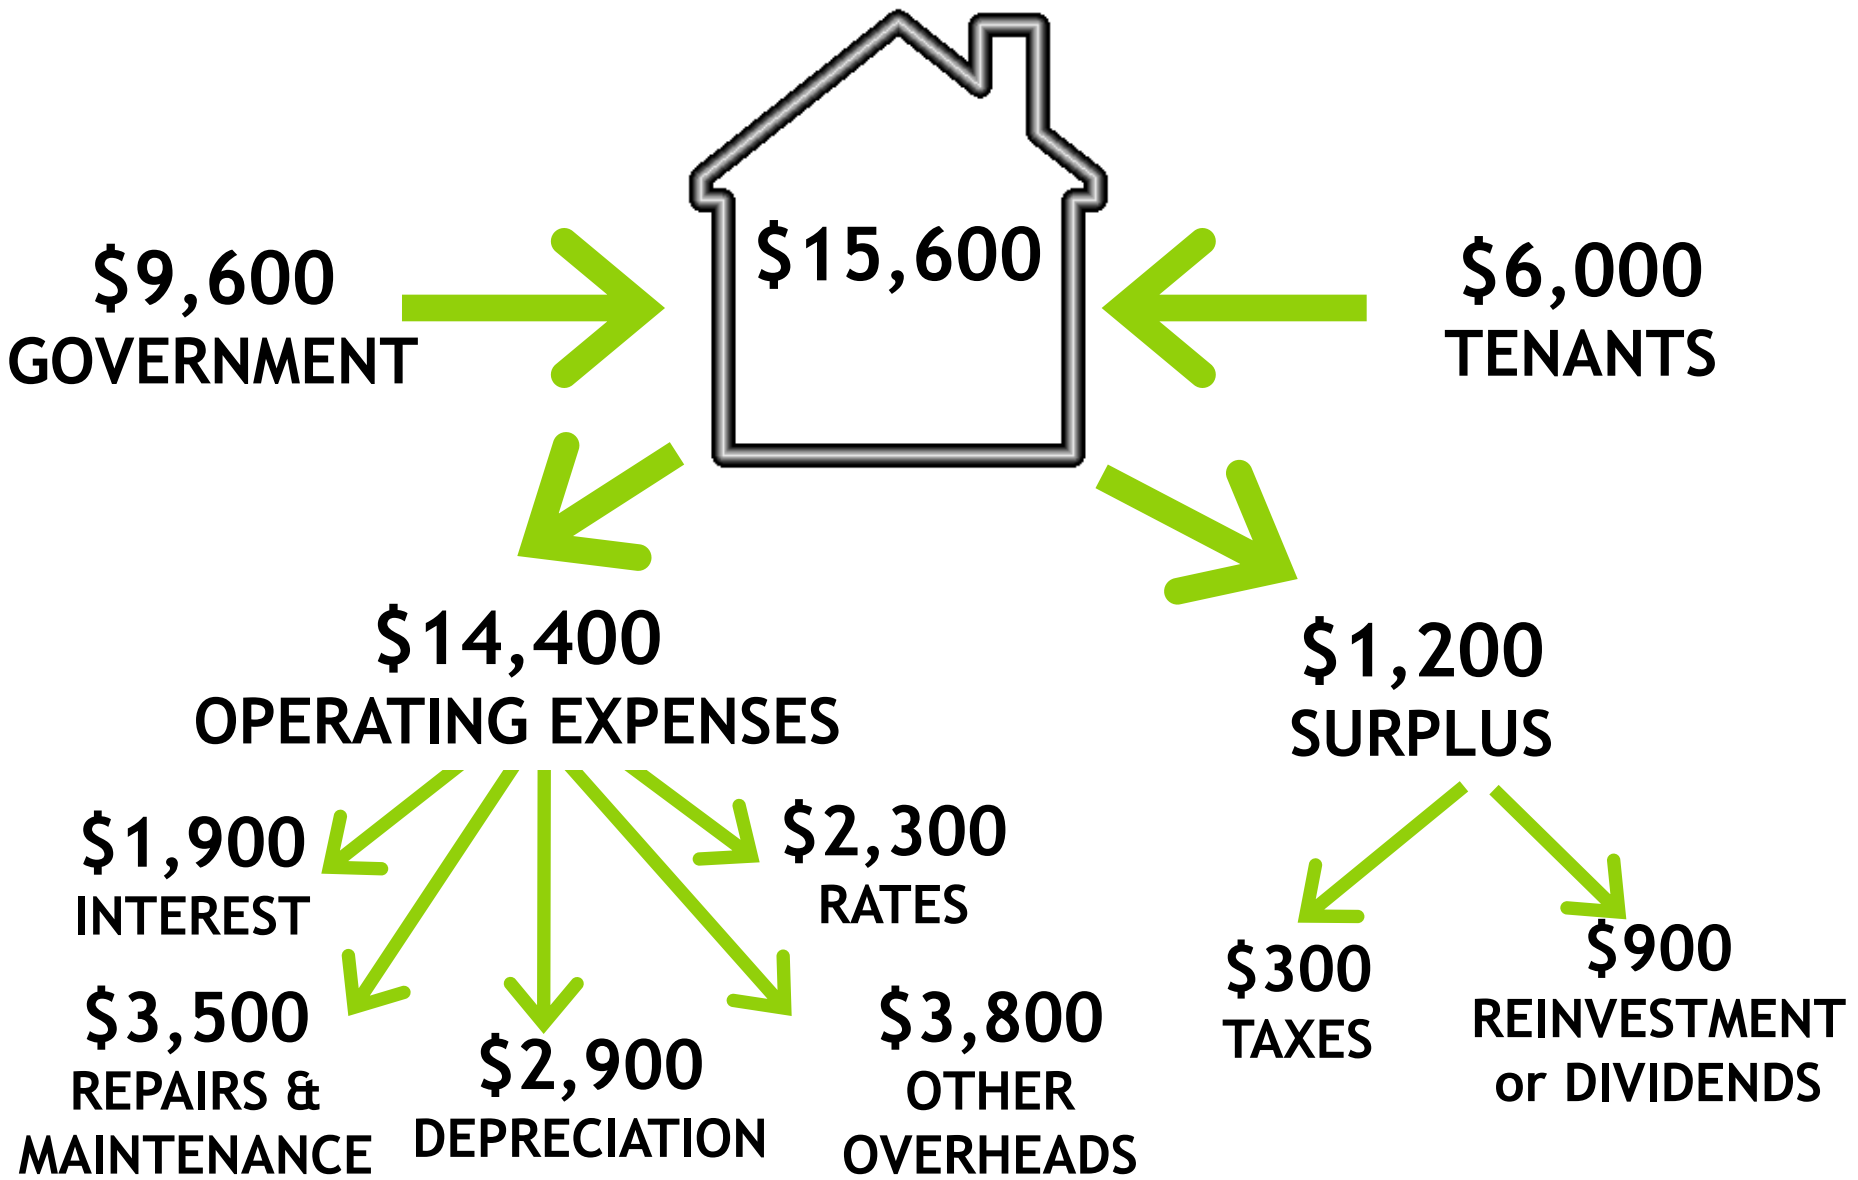 $15,600
$9,600
GOVERNMENT
$6,000
TENANTS
$14,400
OPERATING EXPENSES
$1,200
SURPLUS
$1,900
INTEREST
$2,300
RATES
$3,500
REPAIRS &
MAINTENANCE
$2,900
DEPRECIATION
$3,800
OTHER
OVERHEADS
$300
TAXES
$900
REINVESTMENT
or DIVIDENDS